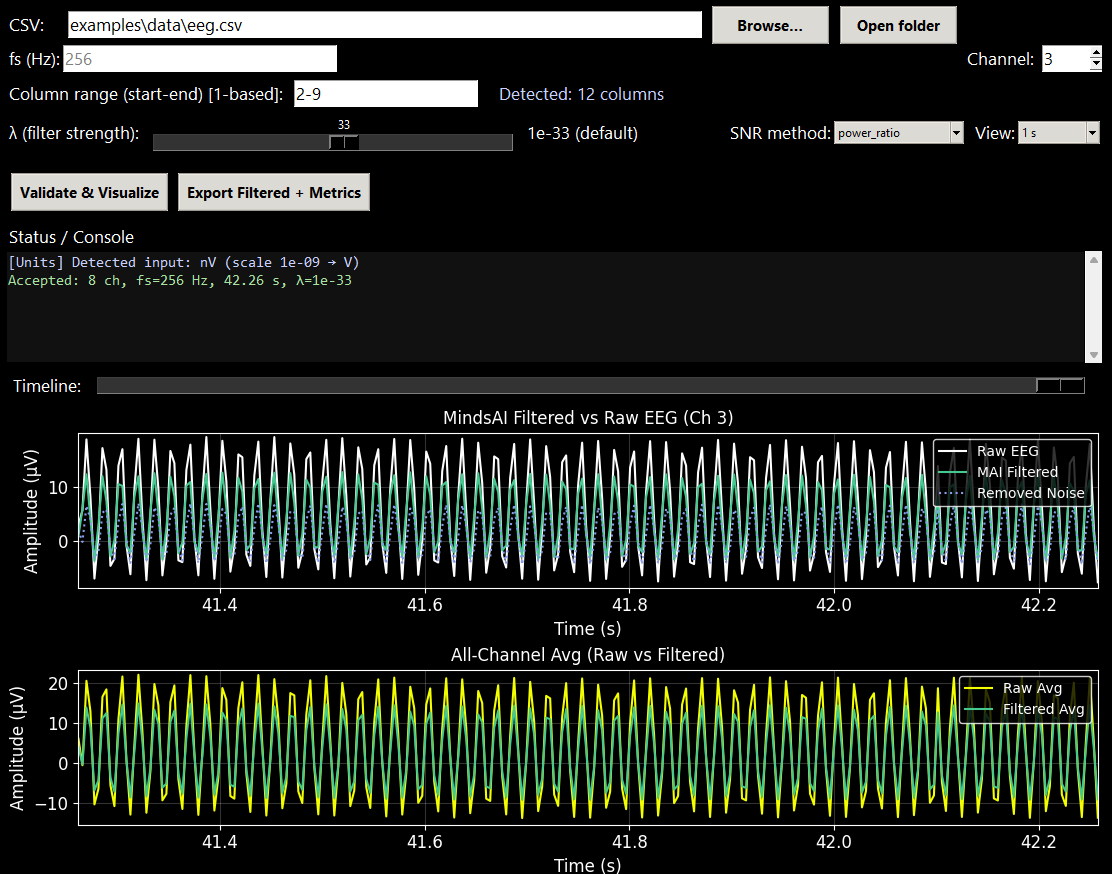 CSV: examples\data\eeg.csv Browse... Open folder
fs (Hz): 256 Channel: 3
Column range (start-end) [1-based]: 2-9 Detected: 12 columns
33
λ (filter strength): 1e-33 (default) SNR method: power_ratio View: 1 s
Validate & Visualize Export Filtered + Metrics
Status / Console
[Units] Detected input: nV (scale 1e-09 → V)
Accepted: 8 ch, fs=256 Hz, 42.26 s, λ=1e-33
Timeline:
MindsAI Filtered vs Raw EEG (Ch 3)
Raw EEG
MAI Filtered
Removed Noise
Amplitude (µV)
10
0
41.4 41.6 41.8 42.0 42.2
Time (s)
All-Channel Avg (Raw vs Filtered)
Raw Avg
Filtered Avg
Amplitude (µV)
20
10
0
−10
41.4 41.6 41.8 42.0 42.2
Time (s)